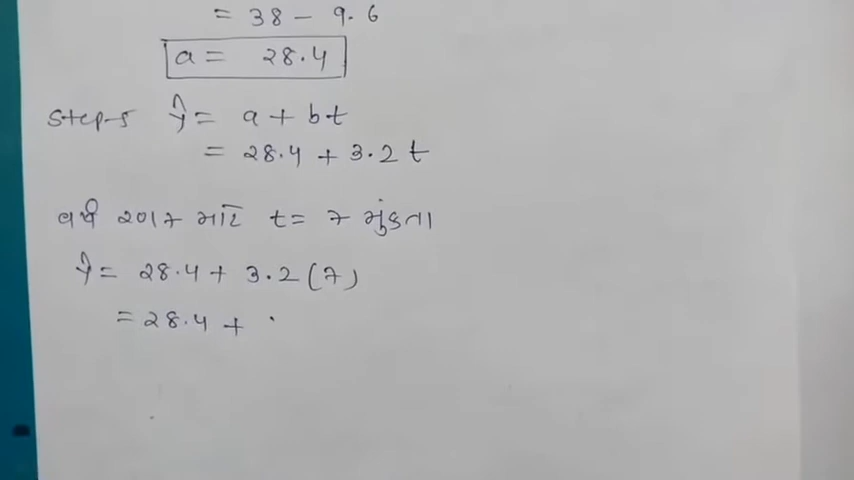 = 38 - 9.6
a = 28.4
Step-5 ŷ = a + bt
= 28.4 + 3.2 t
વર્ષ 2017 માટે t = 7 મુંકતા
ŷ = 28.4 + 3.2 (7)
= 28.4 +